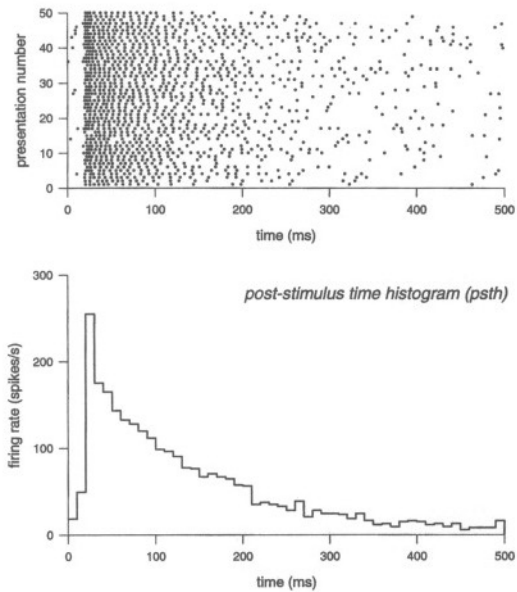 50
40
30
20
10
0
presentation number
0 100 200 300 400 500
time (ms)
300
200
100
0
firing rate (spikes/s)
post-stimulus time histogram (psth)
0 100 200 300 400 500
time (ms)